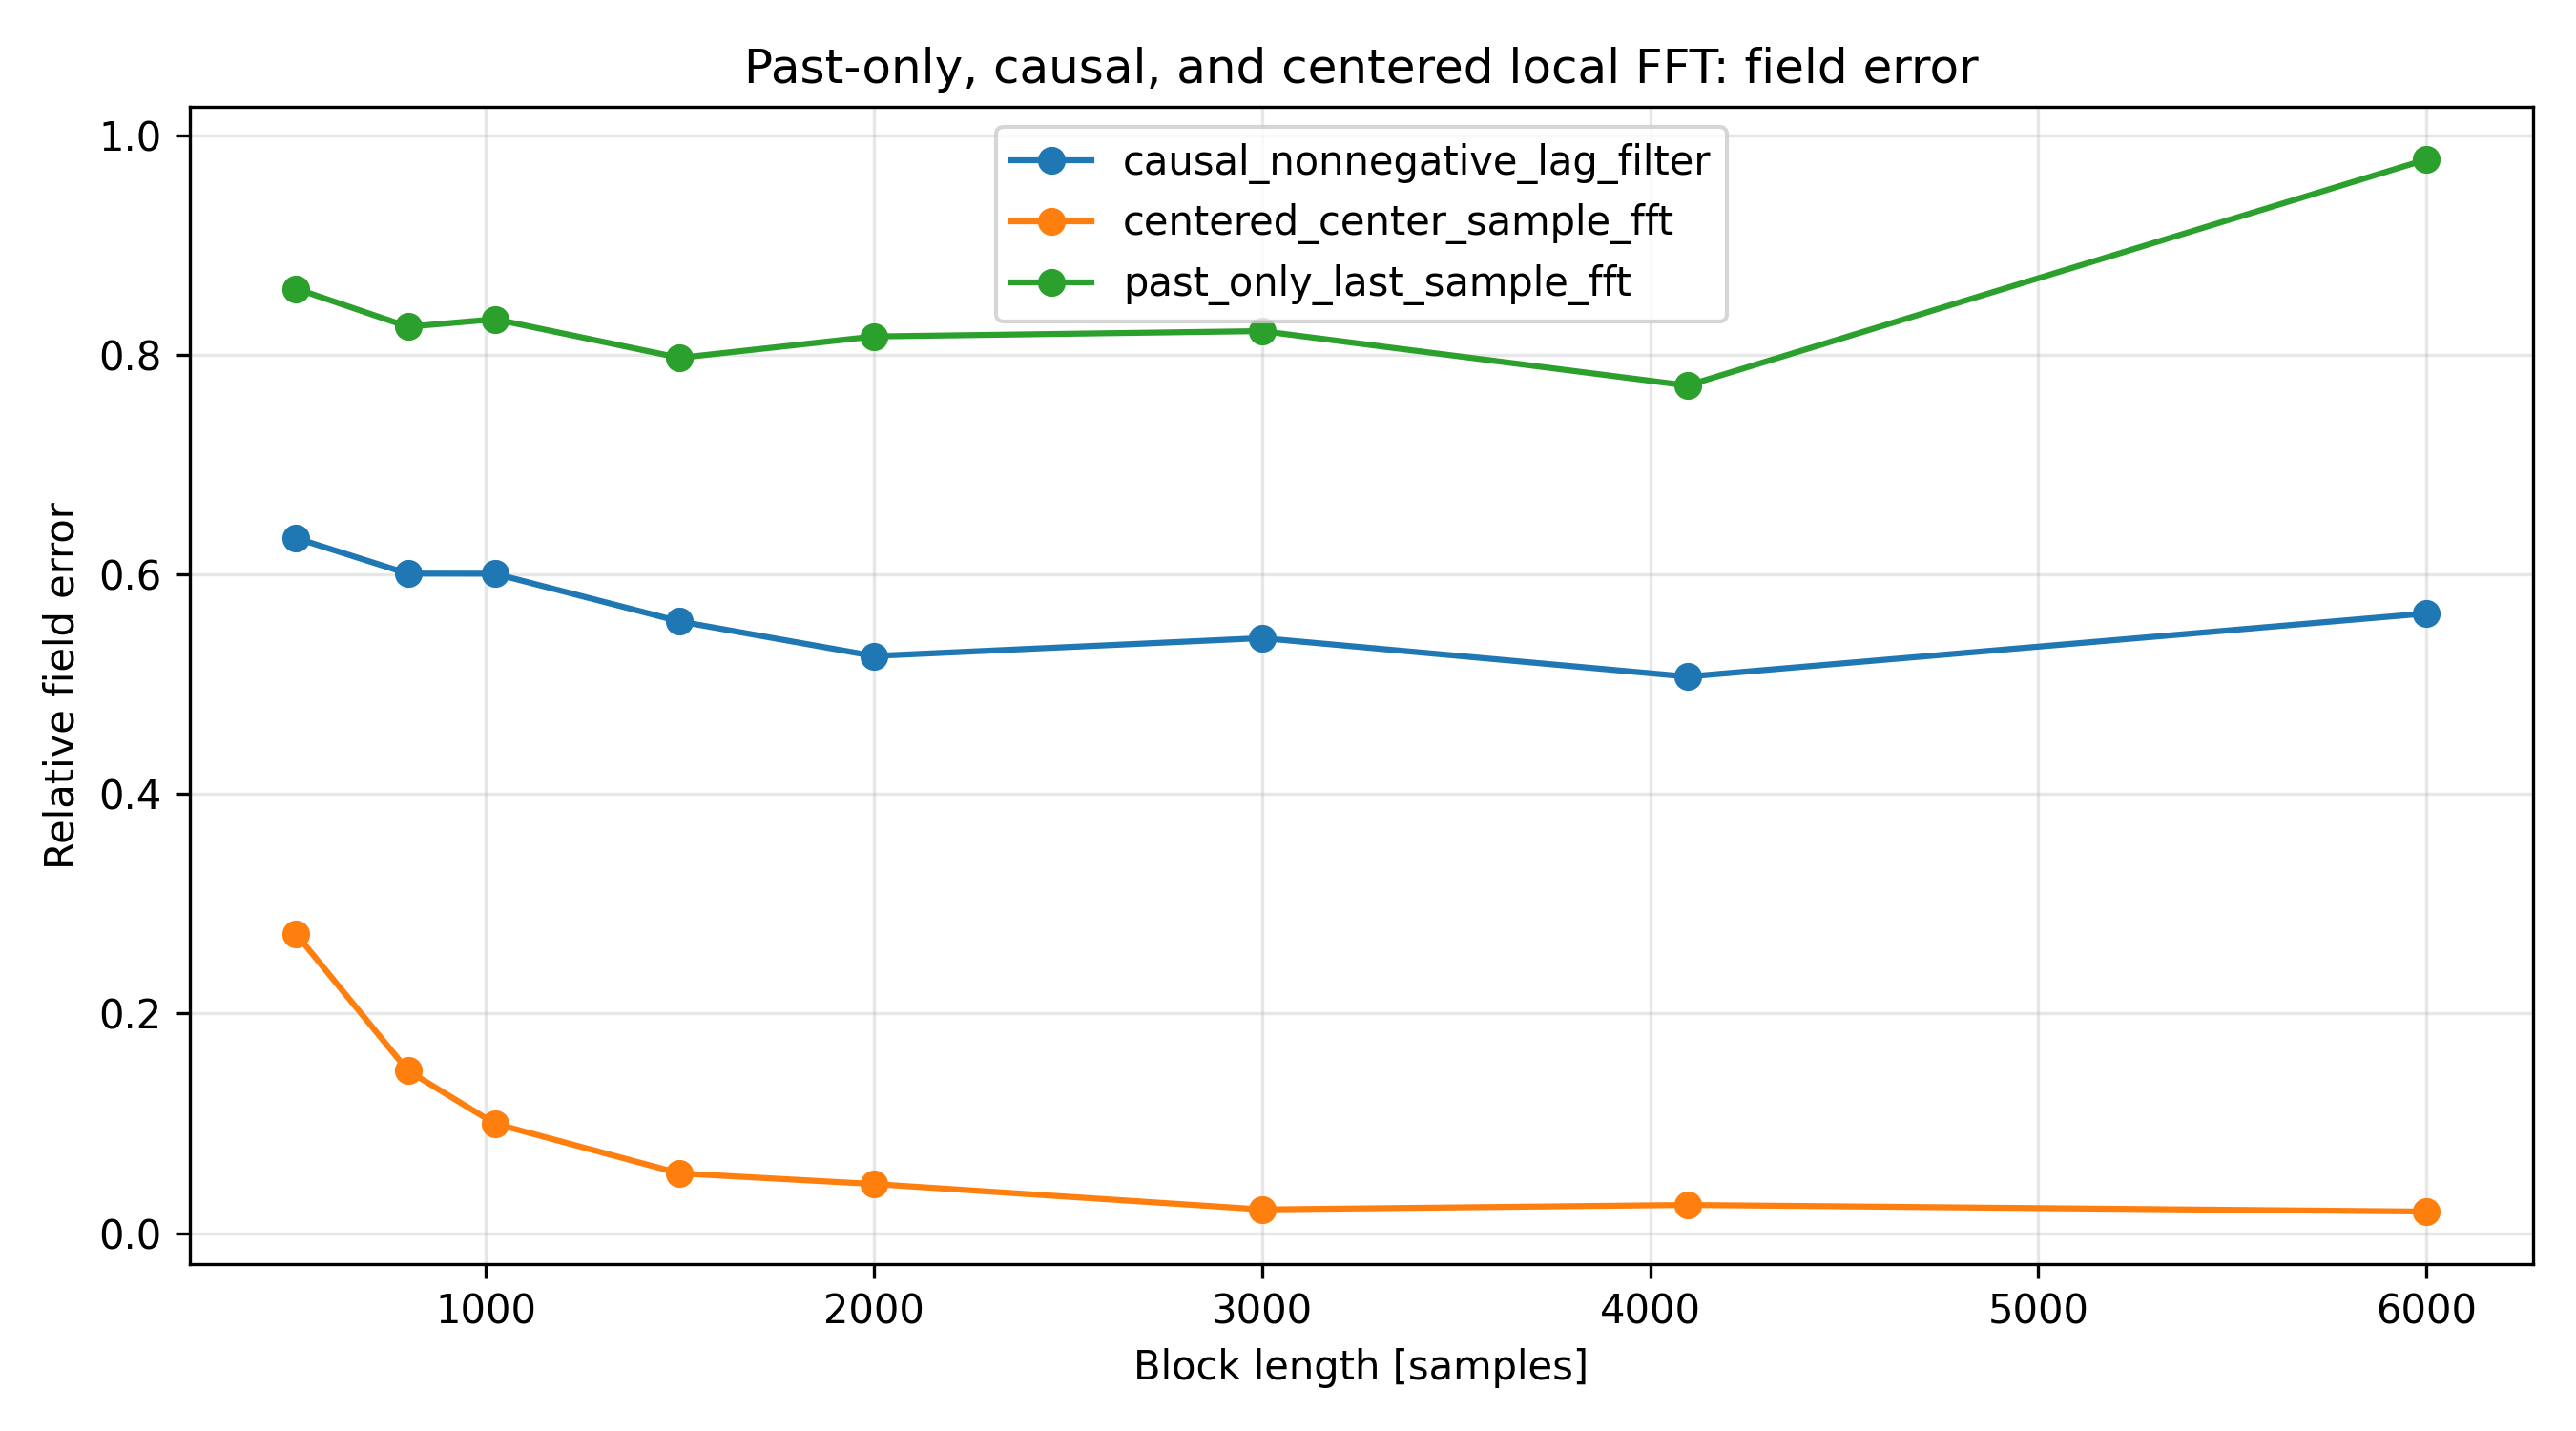 Past-only, causal, and centered local FFT: field error
causal_nonnegative_lag_filter
centered_center_sample_fft
past_only_last_sample_fft
Relative field error
1.0
0.8
0.6
0.4
0.2
0.0
1000 2000 3000 4000 5000 6000
Block length [samples]